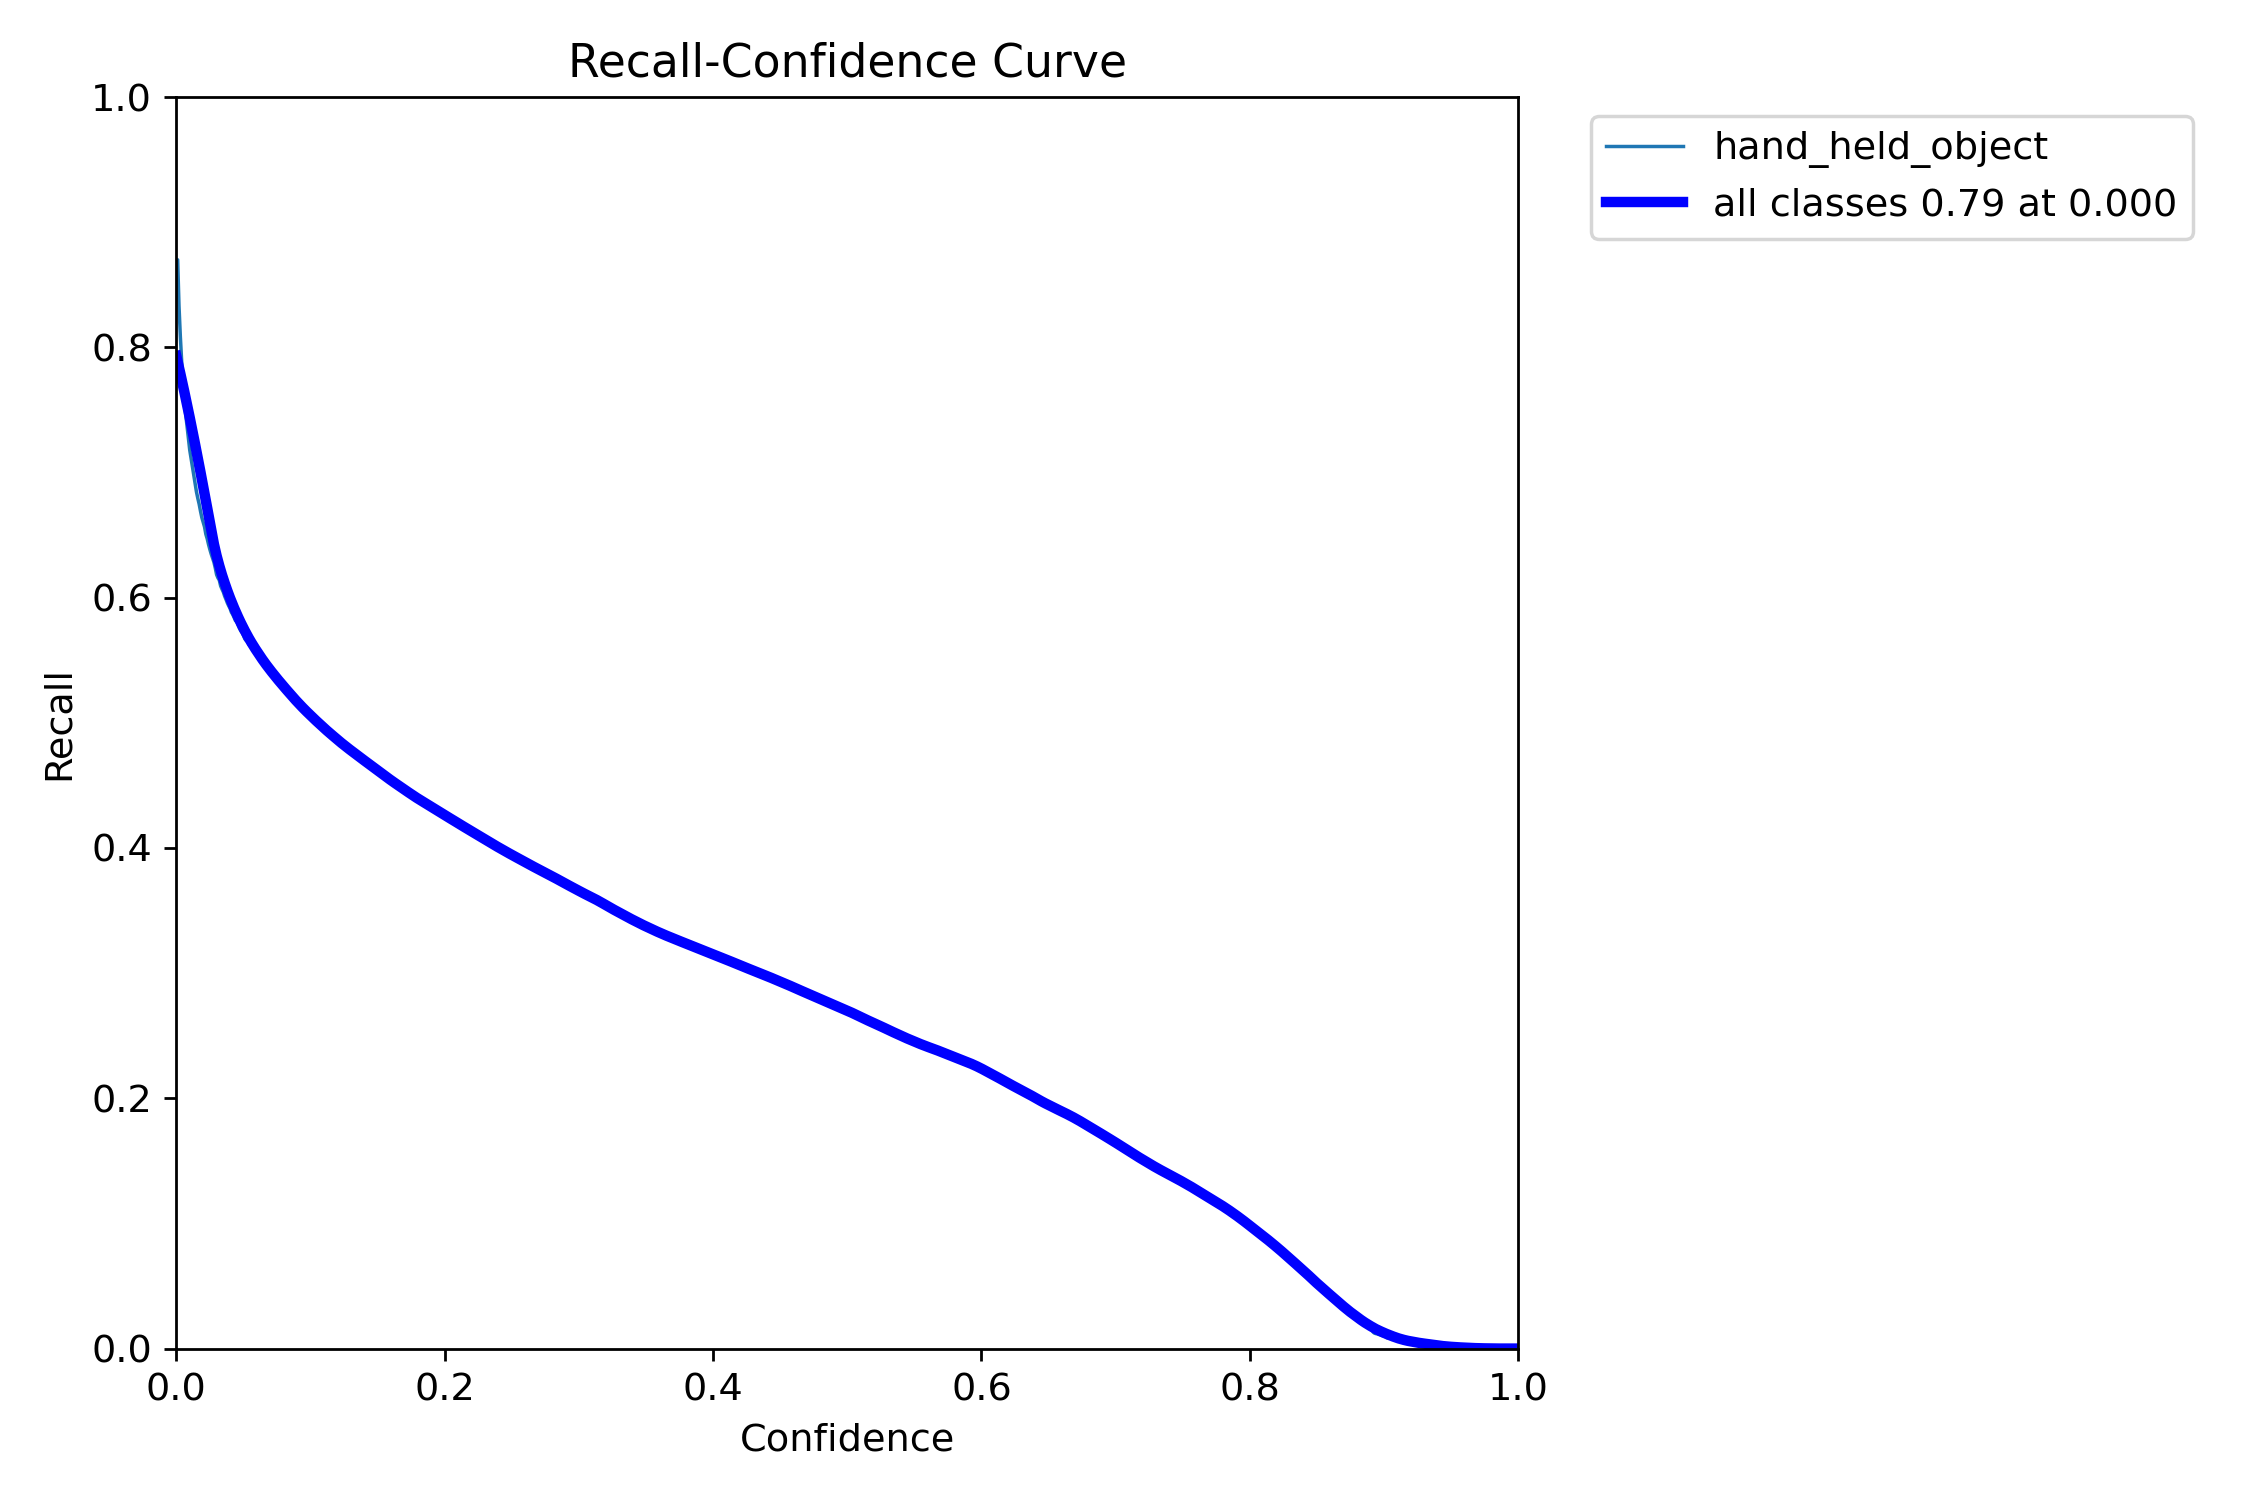 Recall-Confidence Curve
hand_held_object
all classes 0.79 at 0.000
1.0
0.8
0.6
0.4
0.2
0.0
Recall
0.0 0.2 0.4 0.6 0.8 1.0
Confidence